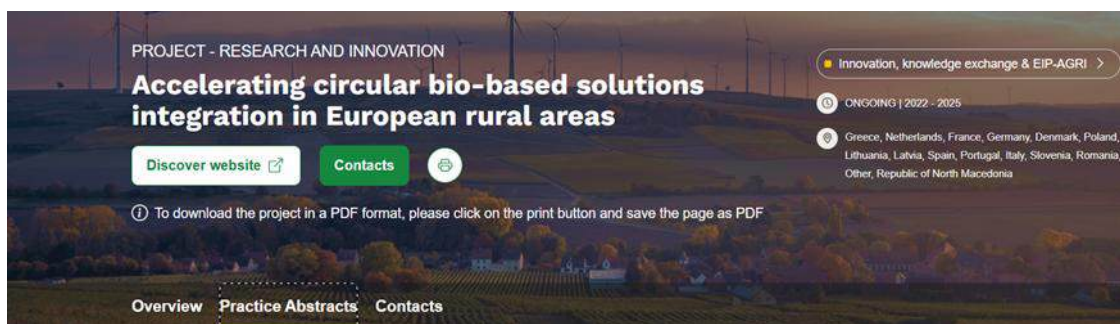 PROJECT - RESEARCH AND INNOVATION
Accelerating circular bio-based solutions
integration in European rural areas
Discover website
Contacts
To download the project in a PDF format, please click on the print button and save the page as PDF
Innovation, knowledge exchange & EIP-AGRI
ONGOING | 2022 - 2025
Greece, Netherlands, France, Germany, Denmark, Poland,
Lithuania, Latvia, Spain, Portugal, Italy, Slovenia, Romania,
Other, Republic of North Macedonia
Overview Practice Abstracts Contacts